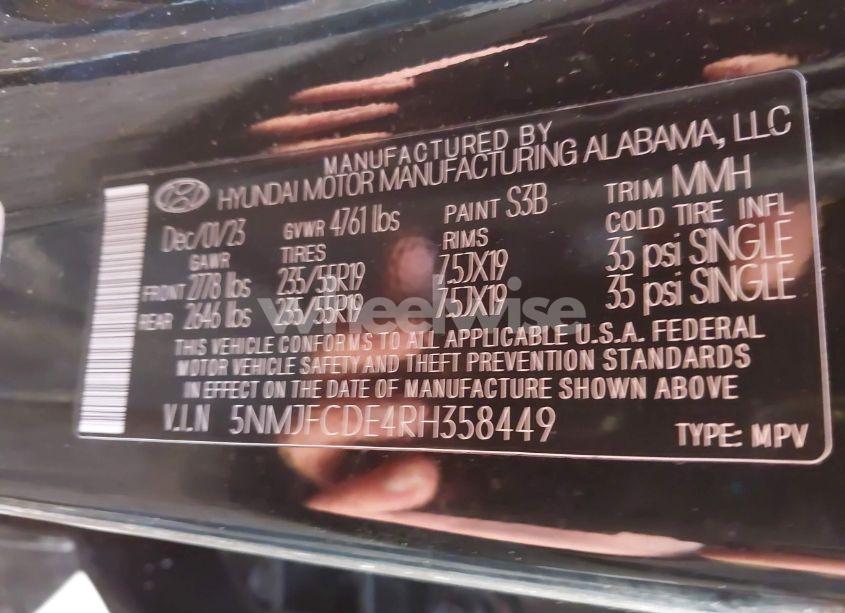 MANUFACTURED BY
HYUNDAI MOTOR MANUFACTURING ALABAMA, LLC
Dec/01/23 GVWR 4761 lbs PAINT S3B TRIM MMH
GAWR TIRES RIMS COLD TIRE INFL
FRONT 2778 lbs 235/55R19 7.5JX19 35 psi SINGLE
REAR 2646 lbs 235/55R19 7.5JX19 35 psi SINGLE
wheelwise
THIS VEHICLE CONFORMS TO ALL APPLICABLE U.S.A. FEDERAL
MOTOR VEHICLE SAFETY AND THEFT PREVENTION STANDARDS
IN EFFECT ON THE DATE OF MANUFACTURE SHOWN ABOVE
V.I.N 5NMJFCDE4RH358449 TYPE: MPV